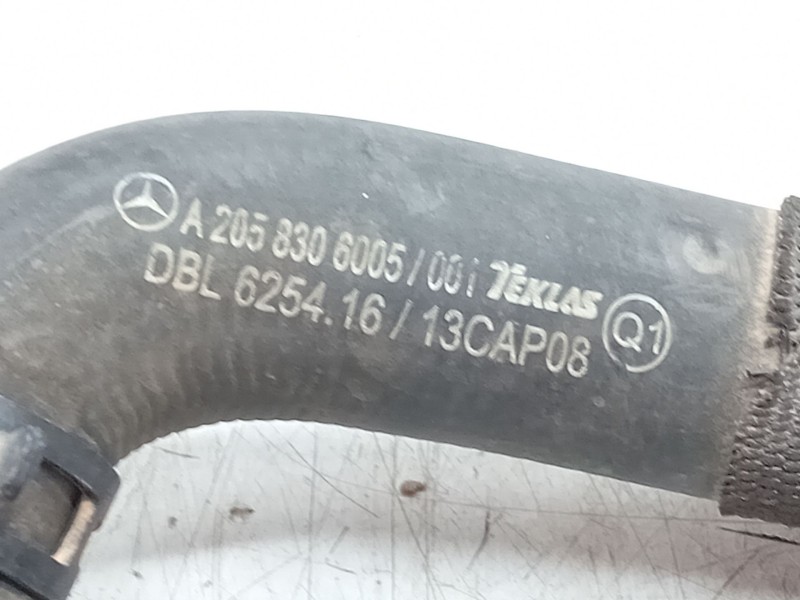 A 205 830 6005/001 TEKLAS Q1
DBL 6254.16/13CAP08